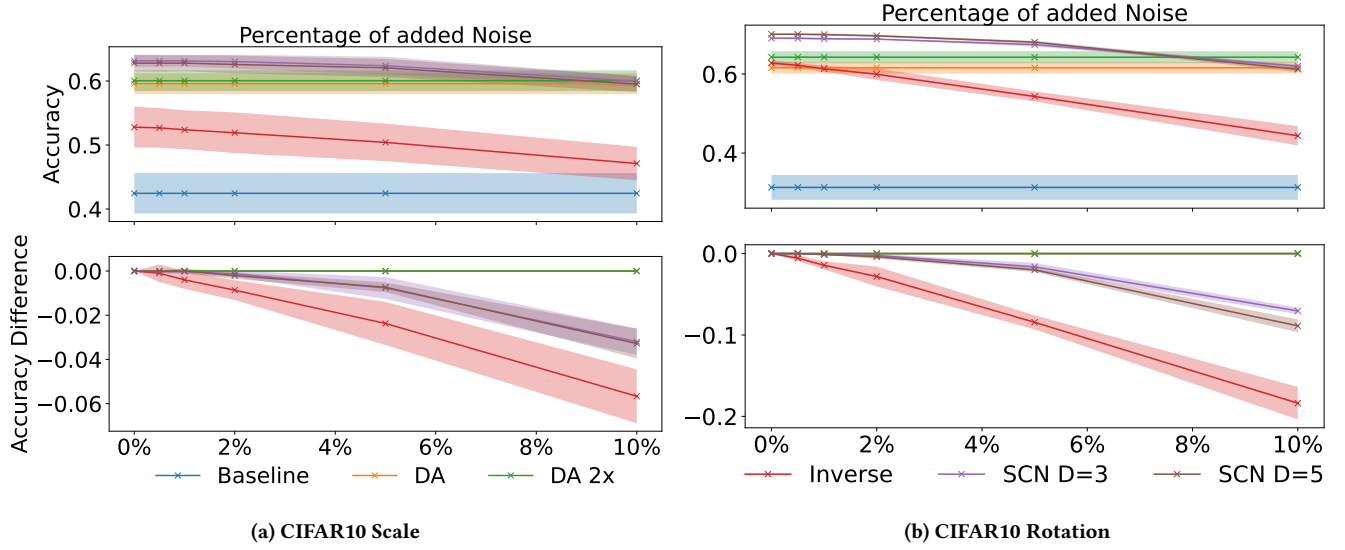 Percentage of added Noise
Accuracy
0.6
0.5
0.4
Accuracy Difference
0.00
−0.02
−0.04
−0.06
0% 2% 4% 6% 8% 10%
Baseline DA DA 2x
(a) CIFAR10 Scale
Percentage of added Noise
0.6
0.4
0.0
−0.1
−0.2
0% 2% 4% 6% 8% 10%
Inverse SCN D=3 SCN D=5
(b) CIFAR10 Rotation